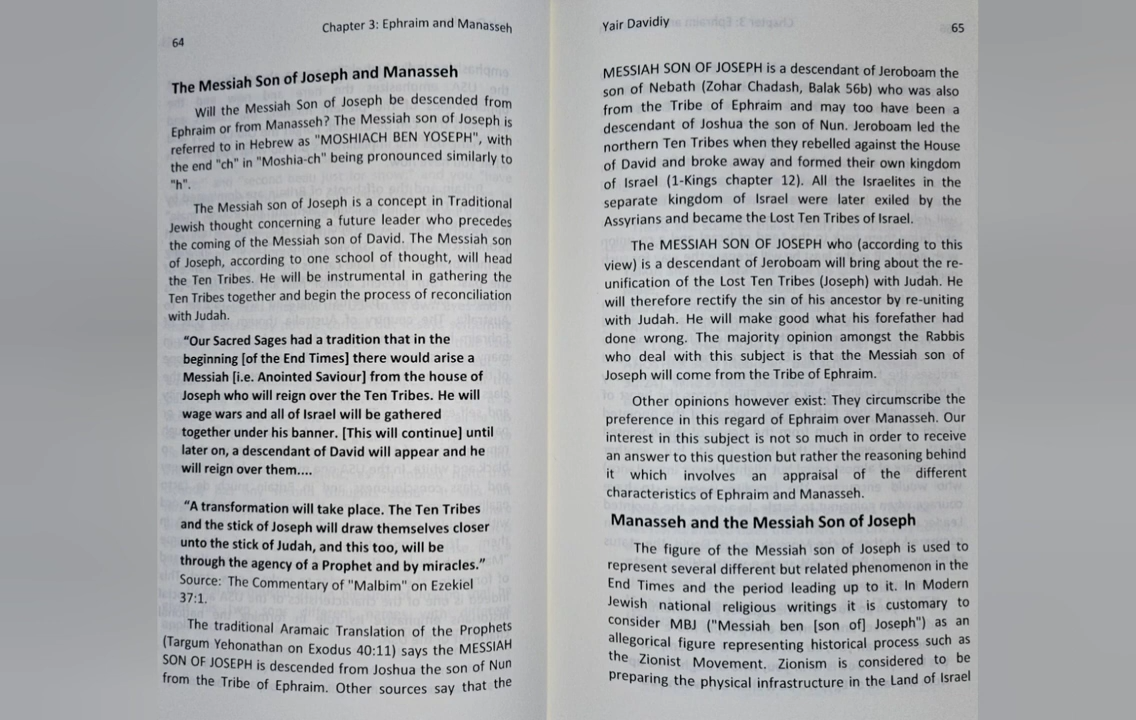 Chapter 3: Ephraim and Manasseh
64
The Messiah Son of Joseph and Manasseh
Will the Messiah Son of Joseph be descended from
Ephraim or from Manasseh? The Messiah son of Joseph is
referred to in Hebrew as "MOSHIACH BEN YOSEPH", with
the end "ch" in "Moshia-ch" being pronounced similarly to
"h".
The Messiah son of Joseph is a concept in Traditional
Jewish thought concerning a future leader who precedes
the coming of the Messiah son of David. The Messiah son
of Joseph, according to one school of thought, will head
the Ten Tribes. He will be instrumental in gathering the
Ten Tribes together and begin the process of reconciliation
with Judah.
“Our Sacred Sages had a tradition that in the
beginning [of the End Times] there would arise a
Messiah [i.e. Anointed Saviour] from the house of
Joseph who will reign over the Ten Tribes. He will
wage wars and all of Israel will be gathered
together under his banner. [This will continue] until
later on, a descendant of David will appear and he
will reign over them....
“A transformation will take place. The Ten Tribes
and the stick of Joseph will draw themselves closer
unto the stick of Judah, and this too, will be
through the agency of a Prophet and by miracles.”
Source: The Commentary of "Malbim" on Ezekiel
37:1.
The traditional Aramaic Translation of the Prophets
(Targum Yehonathan on Exodus 40:11) says the MESSIAH
SON OF JOSEPH is descended from Joshua the son of Nun
from the Tribe of Ephraim. Other sources say that the
Yair Davidiy
65
MESSIAH SON OF JOSEPH is a descendant of Jeroboam the
son of Nebath (Zohar Chadash, Balak 56b) who was also
from the Tribe of Ephraim and may too have been a
descendant of Joshua the son of Nun. Jeroboam led the
northern Ten Tribes when they rebelled against the House
of David and broke away and formed their own kingdom
of Israel (1-Kings chapter 12). All the Israelites in the
separate kingdom of Israel were later exiled by the
Assyrians and became the Lost Ten Tribes of Israel.
The MESSIAH SON OF JOSEPH who (according to this
view) is a descendant of Jeroboam will bring about the re-
unification of the Lost Ten Tribes (Joseph) with Judah. He
will therefore rectify the sin of his ancestor by re-uniting
with Judah. He will make good what his forefather had
done wrong. The majority opinion amongst the Rabbis
who deal with this subject is that the Messiah son of
Joseph will come from the Tribe of Ephraim.
Other opinions however exist: They circumscribe the
preference in this regard of Ephraim over Manasseh. Our
interest in this subject is not so much in order to receive
an answer to this question but rather the reasoning behind
it which involves an appraisal of the different
characteristics of Ephraim and Manasseh.
Manasseh and the Messiah Son of Joseph
The figure of the Messiah son of Joseph is used to
represent several different but related phenomenon in the
End Times and the period leading up to it. In Modern
Jewish national religious writings it is customary to
consider MBJ ("Messiah ben [son of] Joseph") as an
allegorical figure representing historical process such as
the Zionist Movement. Zionism is considered to be
preparing the physical infrastructure in the Land of Israel